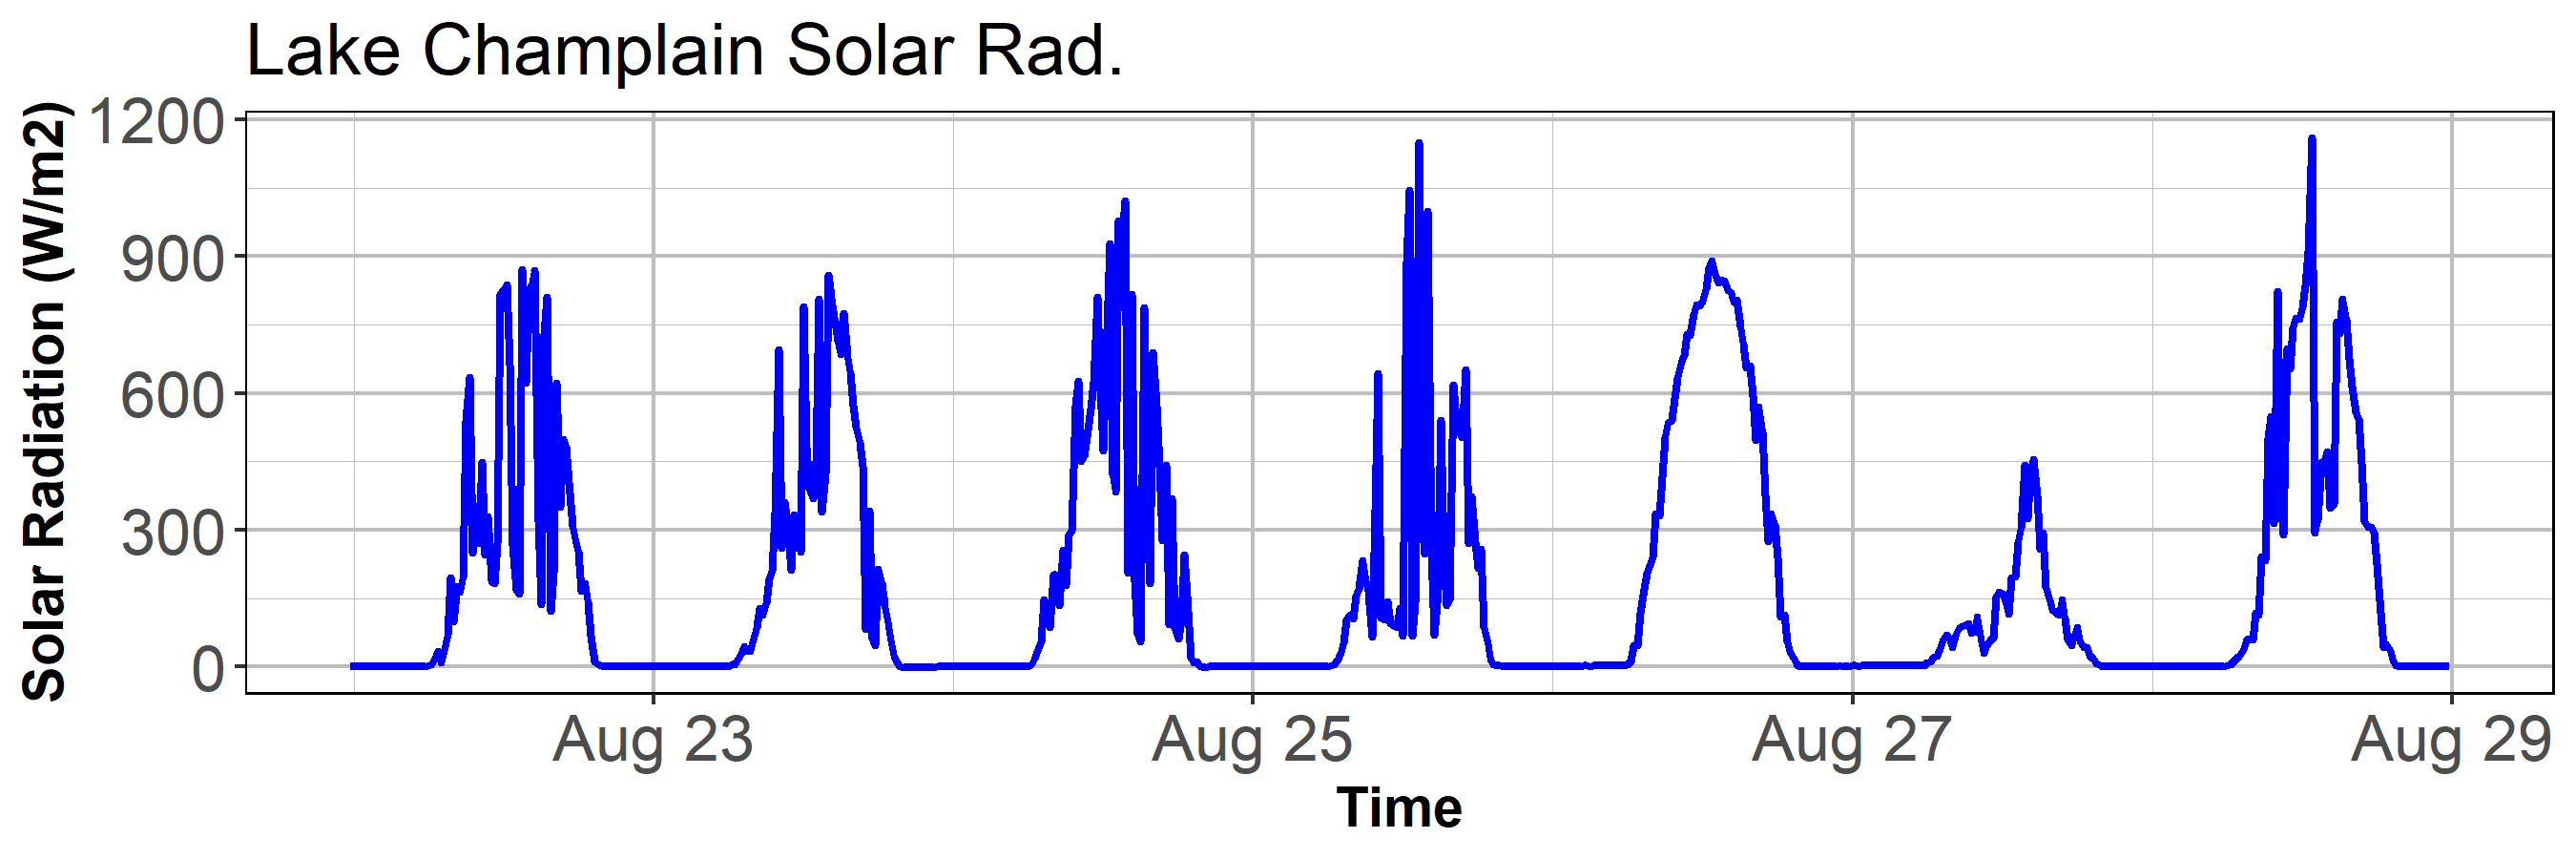 Lake Champlain Solar Rad.
Solar Radiation (W/m2)
1200
900
600
300
0
Aug 23 Aug 25 Aug 27 Aug 29
Time